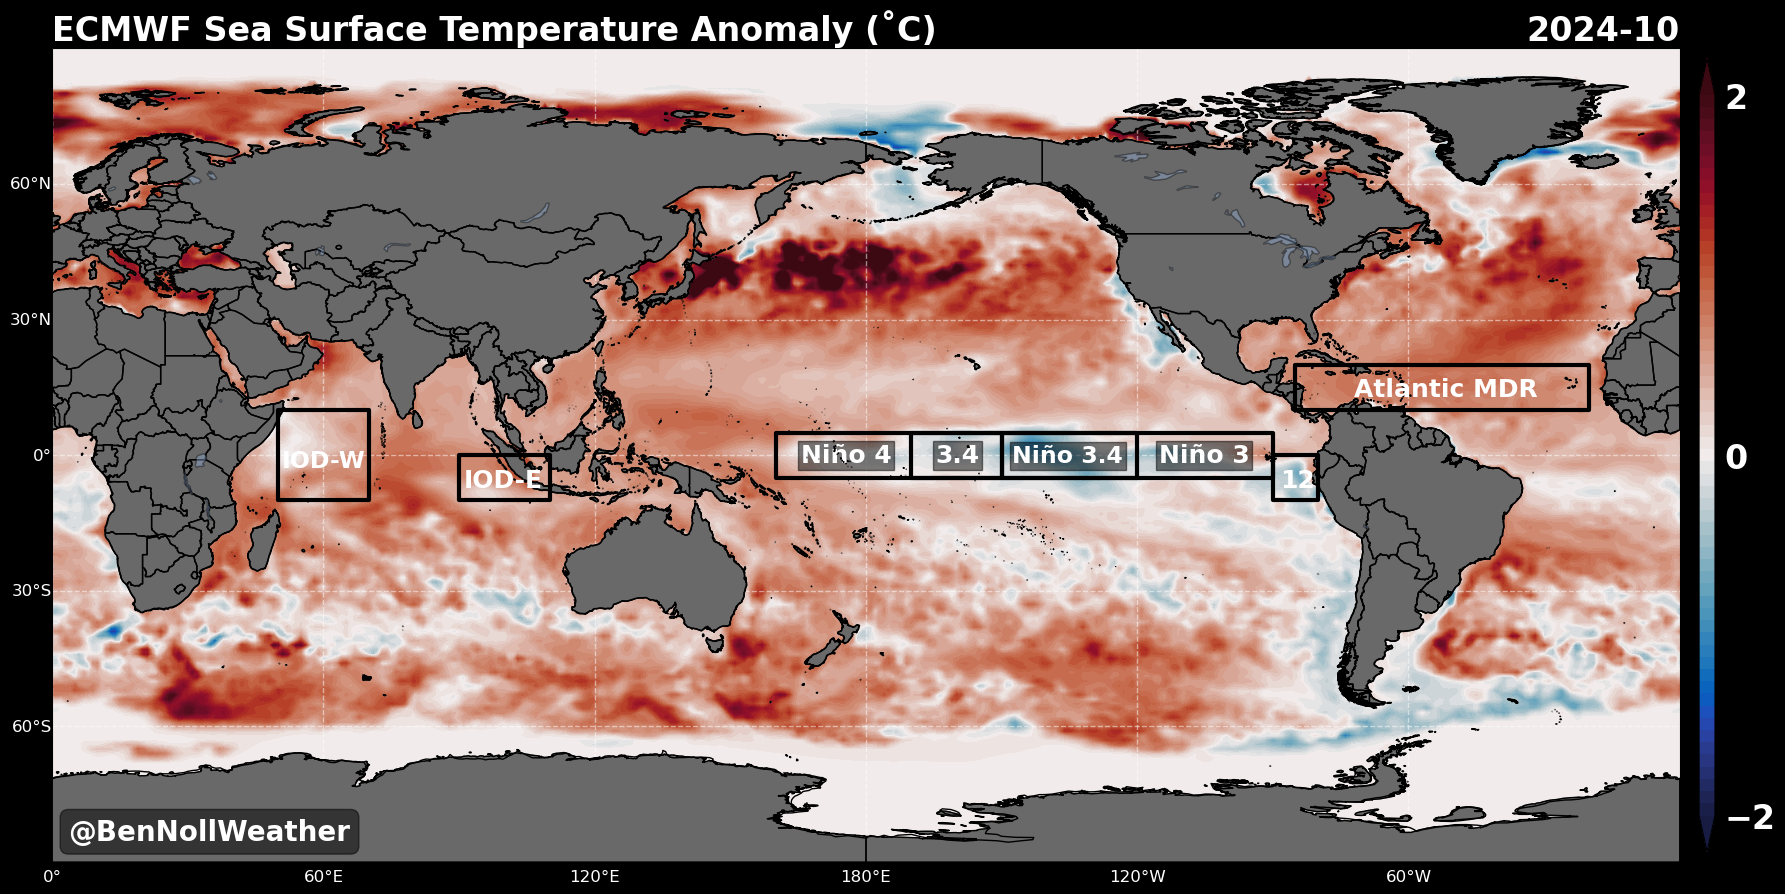 ECMWF Sea Surface Temperature Anomaly (˚C) 2024-10
2
60°N
30°N
Atlantic MDR
0° IOD-W Niño 4 3.4 Niño 3.4 Niño 3 0
IOD-E 12
30°S
60°S
−2
@BenNollWeather
0° 60°E 120°E 180°E 120°W 60°W